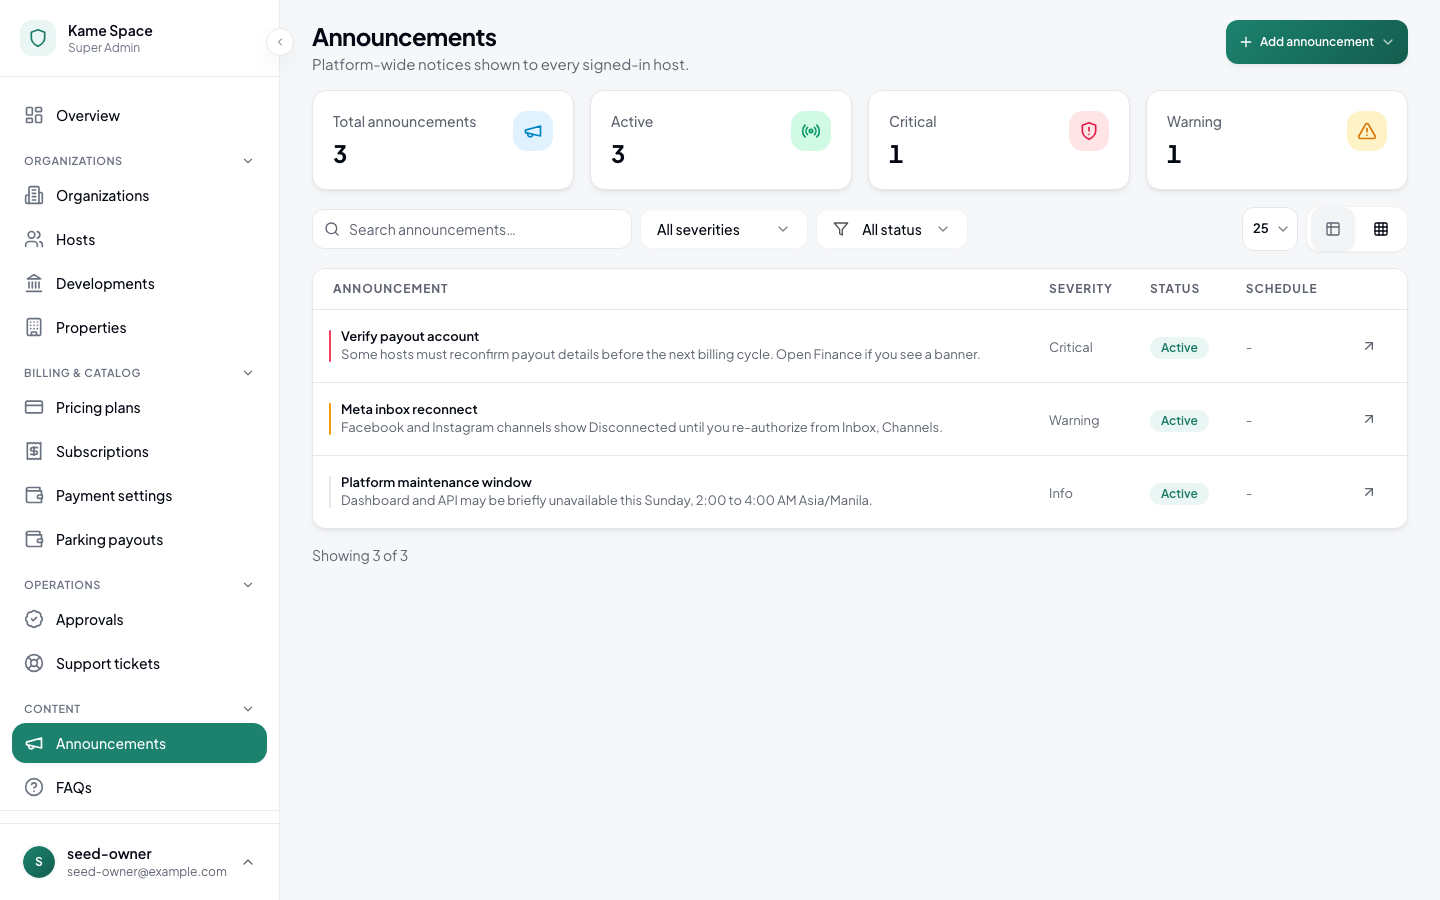 Kame Space
Super Admin
Overview
ORGANIZATIONS
Organizations
Hosts
Developments
Properties
BILLING & CATALOG
Pricing plans
Subscriptions
Payment settings
Parking payouts
OPERATIONS
Approvals
Support tickets
CONTENT
Announcements
FAQs
S
seed-owner
seed-owner@example.com
Announcements
Platform-wide notices shown to every signed-in host.
Add announcement
Total announcements
3
Active
3
Critical
1
Warning
1
Search announcements...
All severities
All status
25
ANNOUNCEMENT SEVERITY STATUS SCHEDULE
Verify payout account
Some hosts must reconfirm payout details before the next billing cycle. Open Finance if you see a banner.
Critical Active -
Meta inbox reconnect
Facebook and Instagram channels show Disconnected until you re-authorize from Inbox, Channels.
Warning Active -
Platform maintenance window
Dashboard and API may be briefly unavailable this Sunday, 2:00 to 4:00 AM Asia/Manila.
Info Active -
Showing 3 of 3